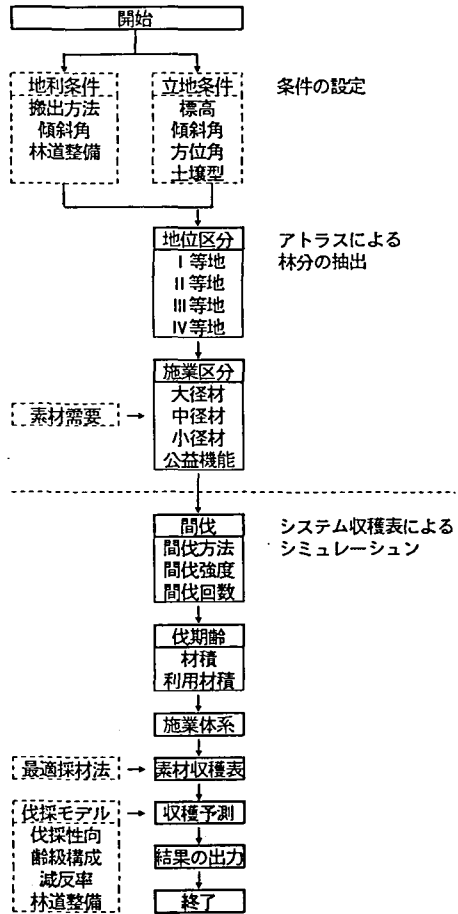 開始
地利条件
搬出方法
傾斜角
林道整備
立地条件
標高
傾斜角
方位角
土壌型
条件の設定
地位区分
I 等地
II 等地
III 等地
IV 等地
アトラスによる
林分の抽出
施業区分
大径材
中径材
小径材
公益機能
素材需要
間伐
間伐方法
間伐強度
間伐回数
システム収穫表による
シミュレーション
伐期齢
材積
利用材積
施業体系
最適採材法
素材収穫表
伐採モデル
伐採性向
齢級構成
減反率
林道整備
収穫予測
結果の出力
終了